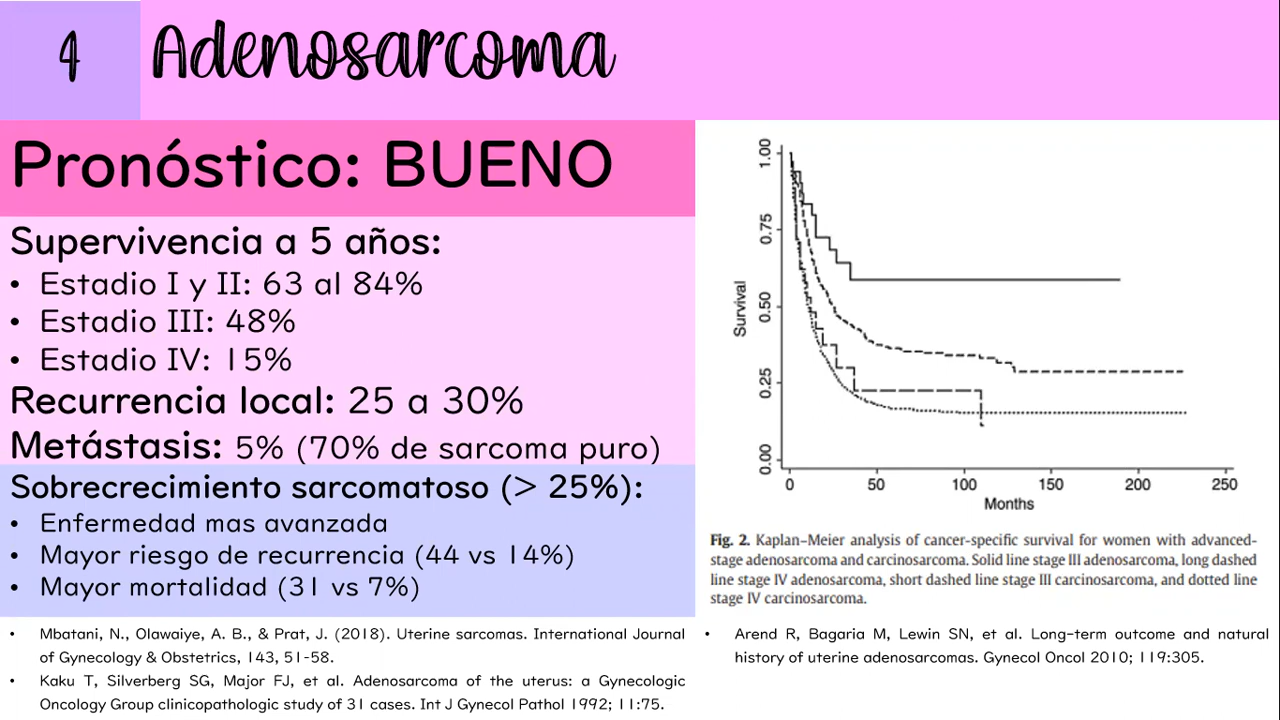 4
Adenosarcoma
Pronóstico: BUENO
Supervivencia a 5 años:
• Estadio I y II: 63 al 84%
• Estadio III: 48%
• Estadio IV: 15%
Recurrencia local: 25 a 30%
Metástasis: 5% (70% de sarcoma puro)
Sobrecrecimiento sarcomatoso (> 25%):
• Enfermedad mas avanzada
• Mayor riesgo de recurrencia (44 vs 14%)
• Mayor mortalidad (31 vs 7%)
• Mbatani, N., Olawaiye, A. B., & Prat, J. (2018). Uterine sarcomas. International Journal
of Gynecology & Obstetrics, 143, 51-58.
• Kaku T, Silverberg SG, Major FJ, et al. Adenosarcoma of the uterus: a Gynecologic
Oncology Group clinicopathologic study of 31 cases. Int J Gynecol Pathol 1992; 11:75.
1.00
0.75
0.50
0.25
0.00
Survival
0 50 100 150 200 250
Months
Fig. 2. Kaplan–Meier analysis of cancer-specific survival for women with advanced-
stage adenosarcoma and carcinosarcoma. Solid line stage III adenosarcoma, long dashed
line stage IV adenosarcoma, short dashed line stage III carcinosarcoma, and dotted line
stage IV carcinosarcoma.
• Arend R, Bagaria M, Lewin SN, et al. Long-term outcome and natural
history of uterine adenosarcomas. Gynecol Oncol 2010; 119:305.